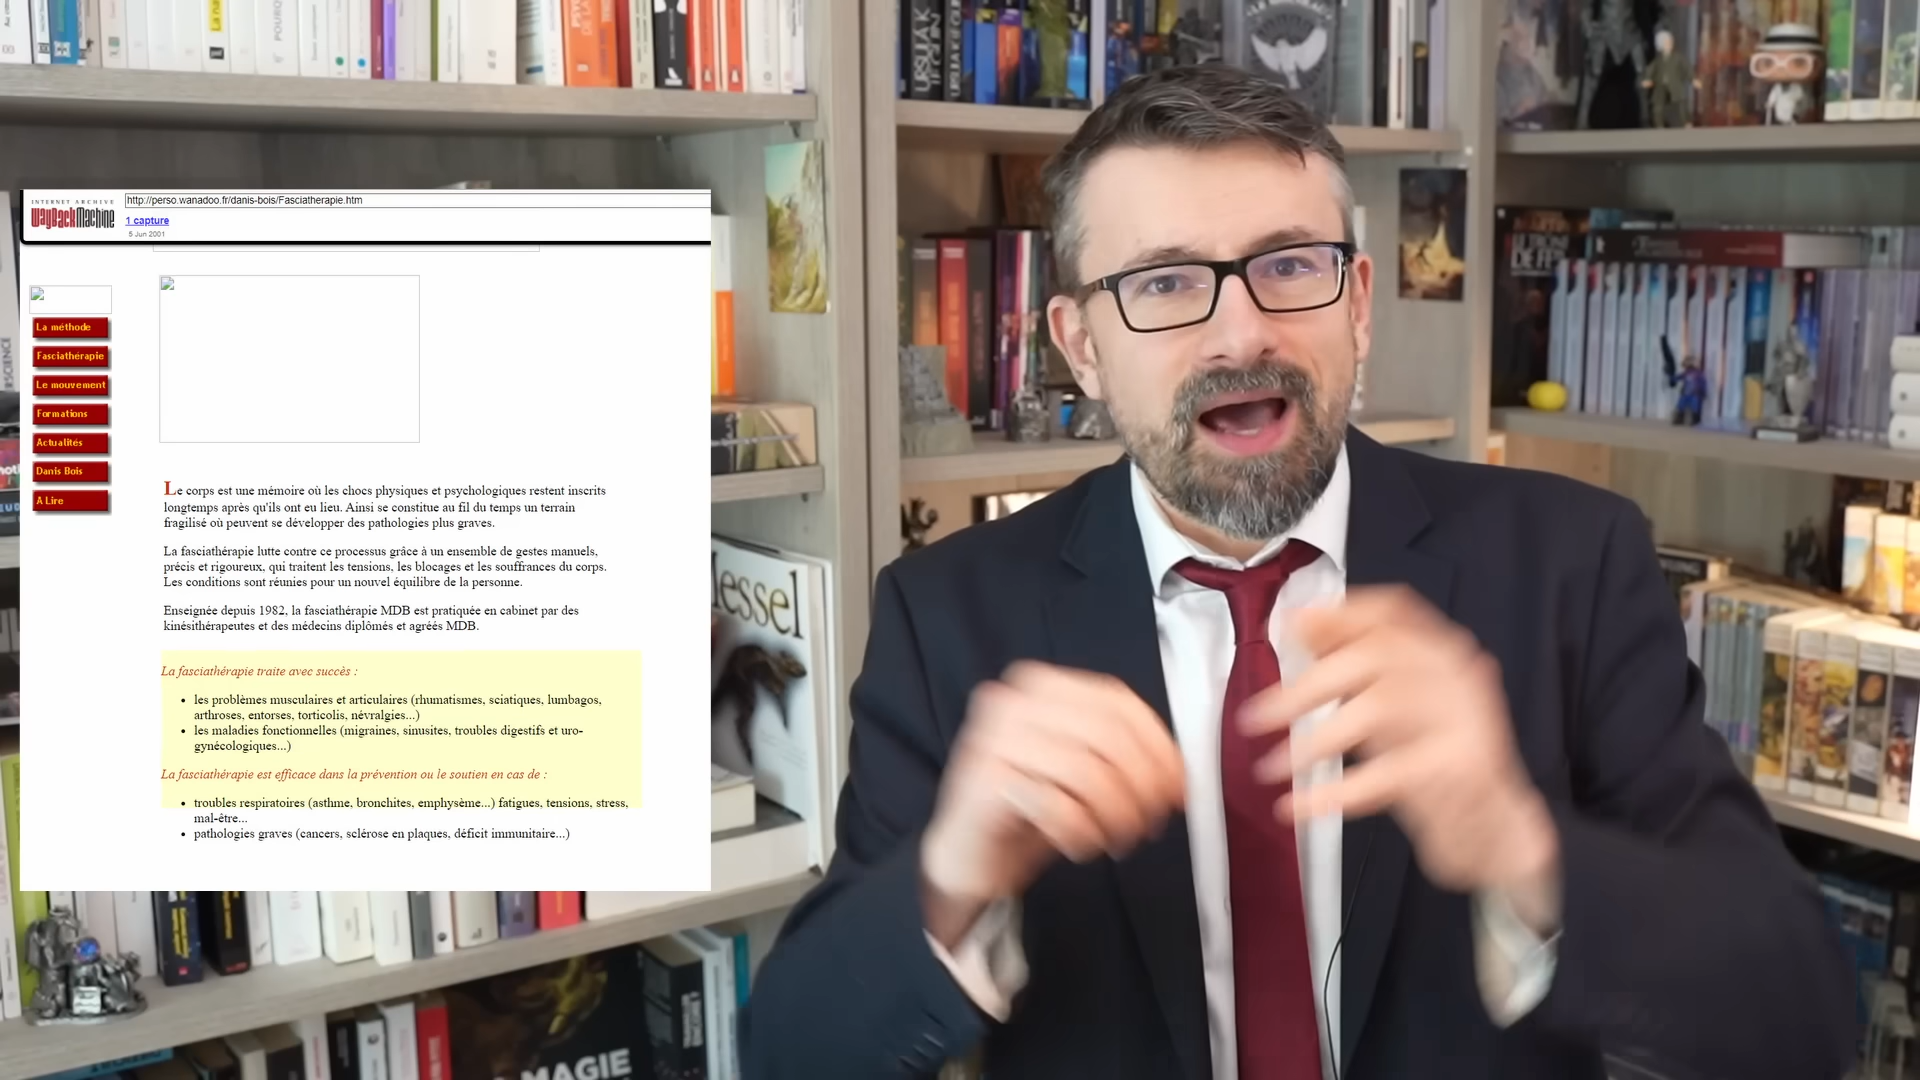 INTERNET ARCHIVE
WayBackMachine
http://perso.wanadoo.fr/danis-bois/Fasciatherapie.htm
1 capture
5 Jun 2001
La méthode
Fasciathérapie
Le mouvement
Formations
Actualités
Danis Bois
A Lire
Le corps est une mémoire où les chocs physiques et psychologiques restent inscrits
longtemps après qu'ils ont eu lieu. Ainsi se constitue au fil du temps un terrain
fragilisé où peuvent se développer des pathologies plus graves.
La fasciathérapie lutte contre ce processus grâce à un ensemble de gestes manuels,
précis et rigoureux, qui traitent les tensions, les blocages et les souffrances du corps.
Les conditions sont réunies pour un nouvel équilibre de la personne.
Enseignée depuis 1982, la fasciathérapie MDB est pratiquée en cabinet par des
kinésithérapeutes et des médecins diplômés et agréés MDB.
La fasciathérapie traite avec succès :
les problèmes musculaires et articulaires (rhumatismes, sciatiques, lumbagos,
arthroses, entorses, torticolis, névralgies...)
les maladies fonctionnelles (migraines, sinusites, troubles digestifs et uro-
gynécologiques...)
La fasciathérapie est efficace dans la prévention ou le soutien en cas de :
troubles respiratoires (asthme, bronchites, emphysème...) fatigues, tensions, stress,
mal-être...
pathologies graves (cancers, sclérose en plaques, déficit immunitaire...)
URSULA K
LE GUIN
essel
MAGIE